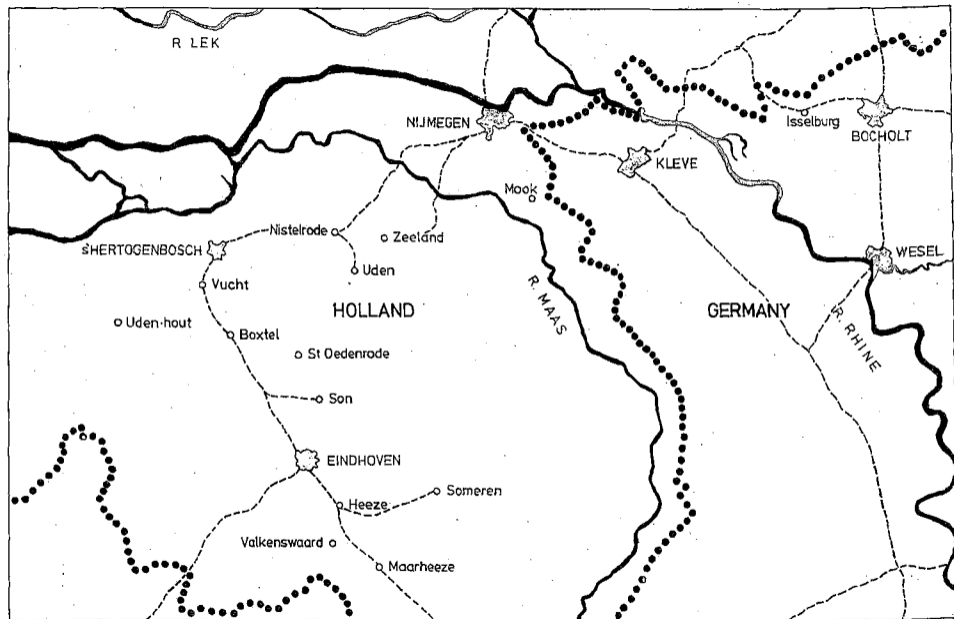 R LEK
NIJMEGEN
Isselburg
BOCHOLT
KLEVE
Mook
Nistelrode
Zeeland
sHERTOGENBOSCH
WESEL
Uden
Vucht
HOLLAND
R. MAAS
GERMANY
R. RHINE
Uden-hout
Boxtel
St Oedenrode
Son
EINDHOVEN
Someren
Heeze
Valkenswaard
Maarheeze